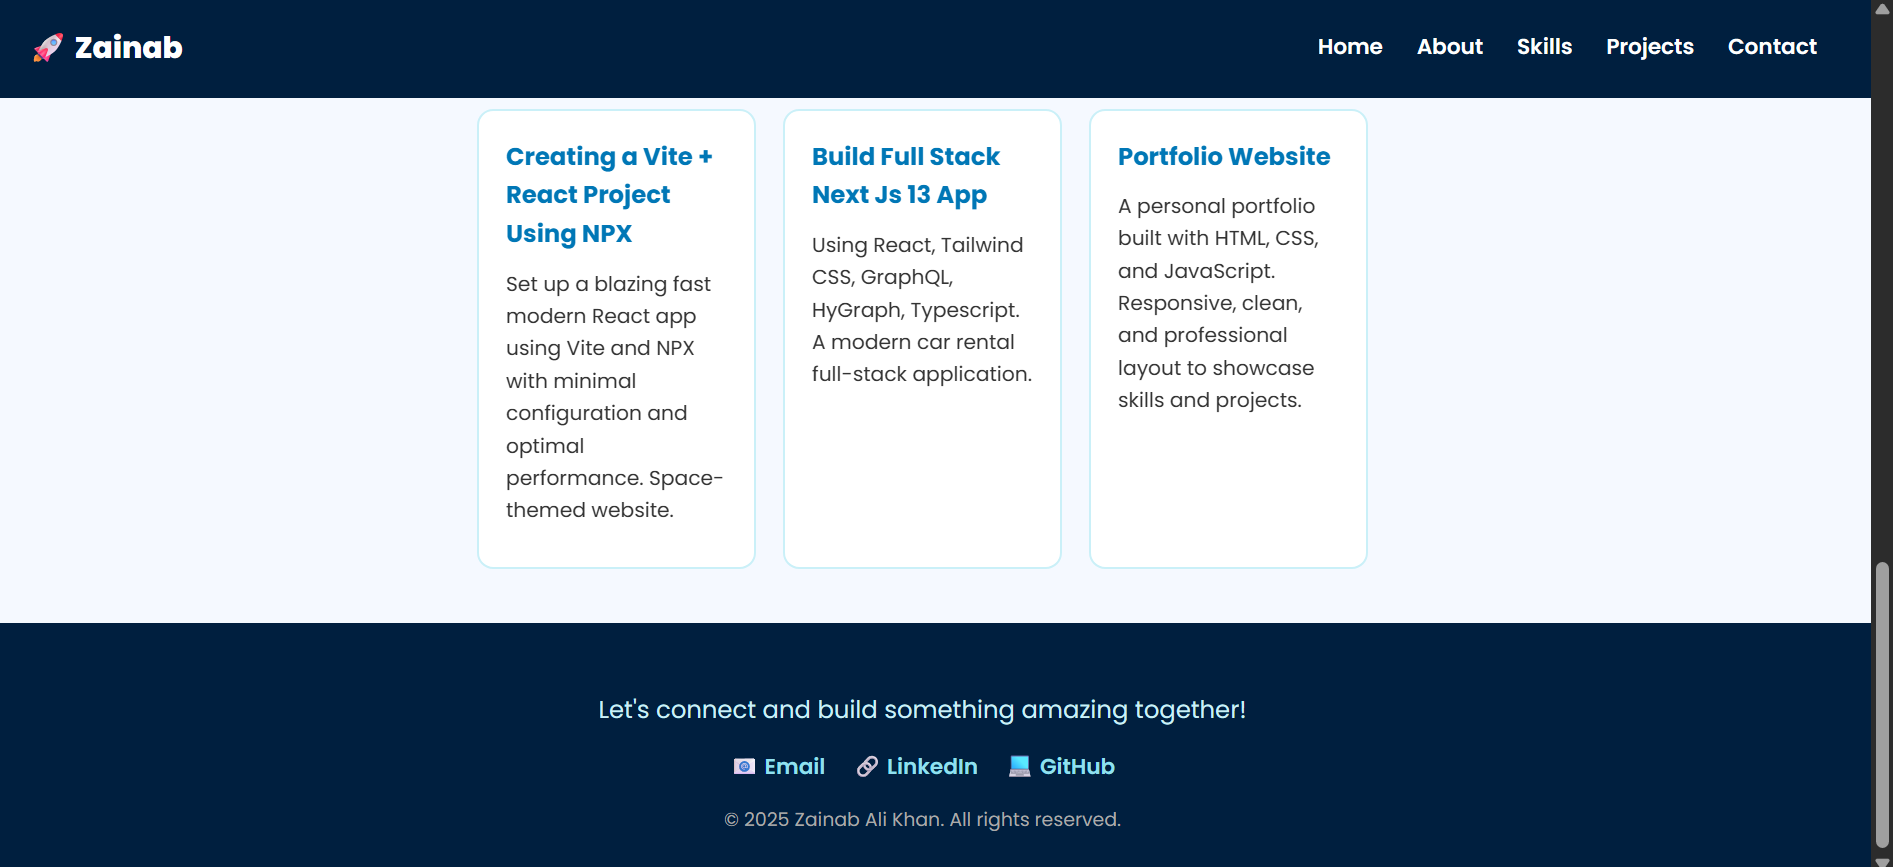 🚀 Zainab
Home About Skills Projects Contact
Creating a Vite +
React Project
Using NPX
Set up a blazing fast
modern React app
using Vite and NPX
with minimal
configuration and
optimal
performance. Space-
themed website.
Build Full Stack
Next Js 13 App
Using React, Tailwind
CSS, GraphQL,
HyGraph, Typescript.
A modern car rental
full-stack application.
Portfolio Website
A personal portfolio
built with HTML, CSS,
and JavaScript.
Responsive, clean,
and professional
layout to showcase
skills and projects.
Let's connect and build something amazing together!
📧 Email 🔗 LinkedIn 💻 GitHub
© 2025 Zainab Ali Khan. All rights reserved.